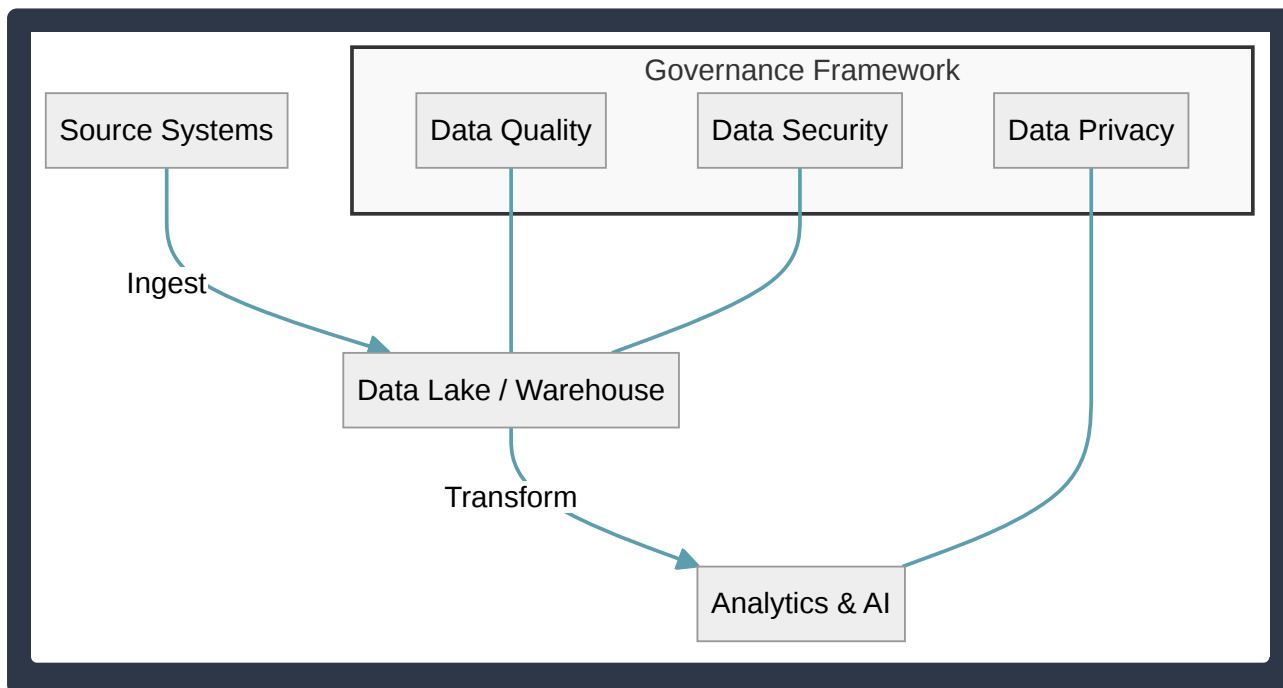 Governance Framework
Source Systems
Data Quality
Data Security
Data Privacy
Ingest
Data Lake / Warehouse
Transform
Analytics & AI